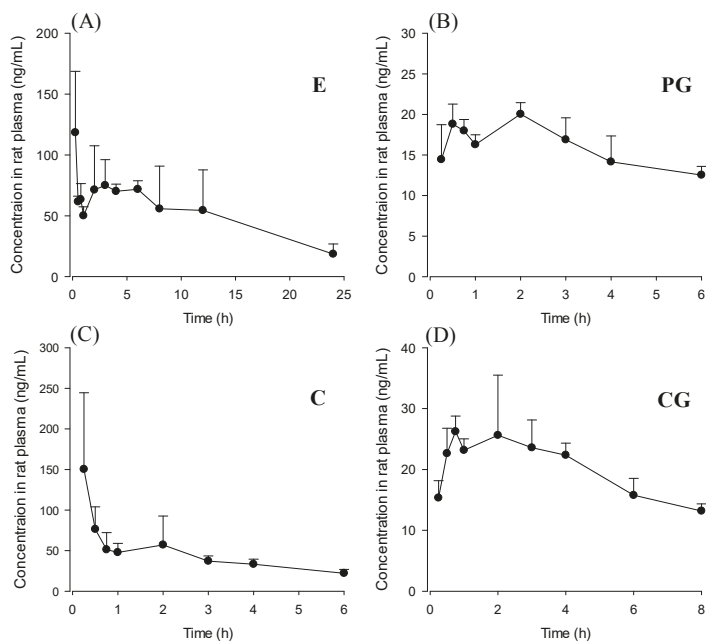 (A)
E
Concentraion in rat plasma (ng/mL)
200
150
100
50
0
0 5 10 15 20 25
Time (h)
(B)
PG
Concentraion in rat plasma (ng/mL)
30
25
20
15
10
5
0
0 1 2 3 4 5 6
Time (h)
(C)
C
Concentraion in rat plasma (ng/mL)
300
250
200
150
100
50
0
0 1 2 3 4 5 6
Time (h)
(D)
CG
Concentraion in rat plasma (ng/mL)
40
30
20
10
0
0 2 4 6 8
Time (h)